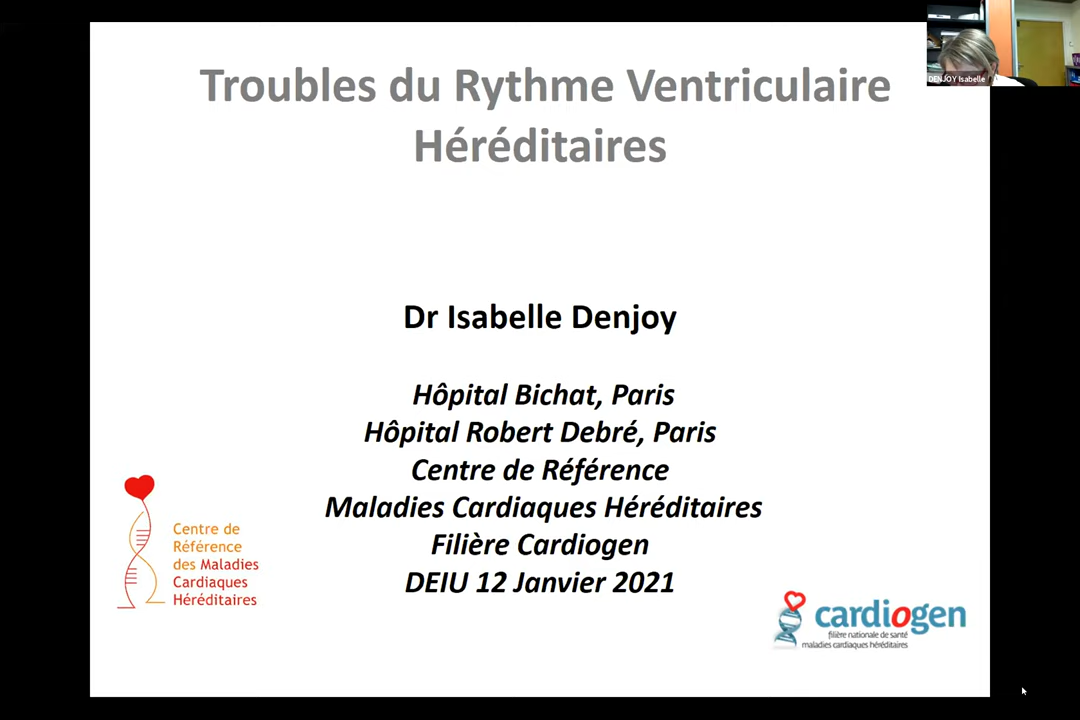 Troubles du Rythme Ventriculaire
Héréditaires
DENJOY Isabelle
Dr Isabelle Denjoy
Hôpital Bichat, Paris
Hôpital Robert Debré, Paris
Centre de Référence
Maladies Cardiaques Héréditaires
Filière Cardiogen
DEIU 12 Janvier 2021
Centre de
Référence
des Maladies
Cardiaques
Héréditaires
cardiogen
filière nationale de santé
maladies cardiaques héréditaires